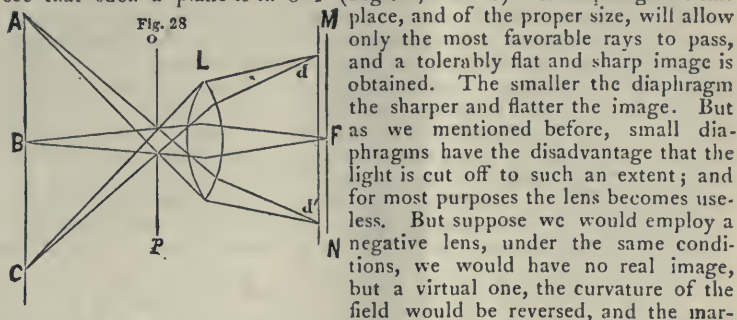 place, and of the proper size, will allow
only the most favorable rays to pass,
and a tolerably flat and sharp image is
obtained. The smaller the diaphragm
the sharper and flatter the image. But
as we mentioned before, small dia-
phragms have the disadvantage that the
light is cut off to such an extent; and
for most purposes the lens becomes use-
less. But suppose we would employ a
negative lens, under the same condi-
tions, we would have no real image,
but a virtual one, the curvature of the
field would be reversed, and the mar-
Fig. 28
A
O
M
L
d
B
F
d'
P
C
N